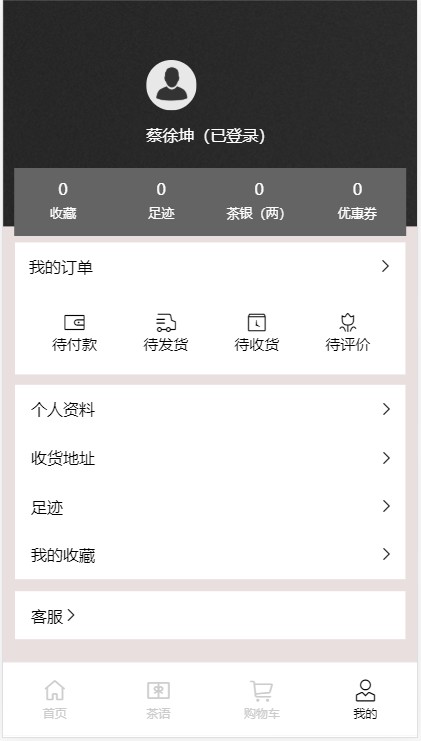 蔡徐坤（已登录）
0 0 0 0
收藏 足迹 茶银（两） 优惠券
我的订单
待付款 待发货 待收货 待评价
个人资料
收货地址
足迹
我的收藏
客服
首页 茶语 购物车 我的